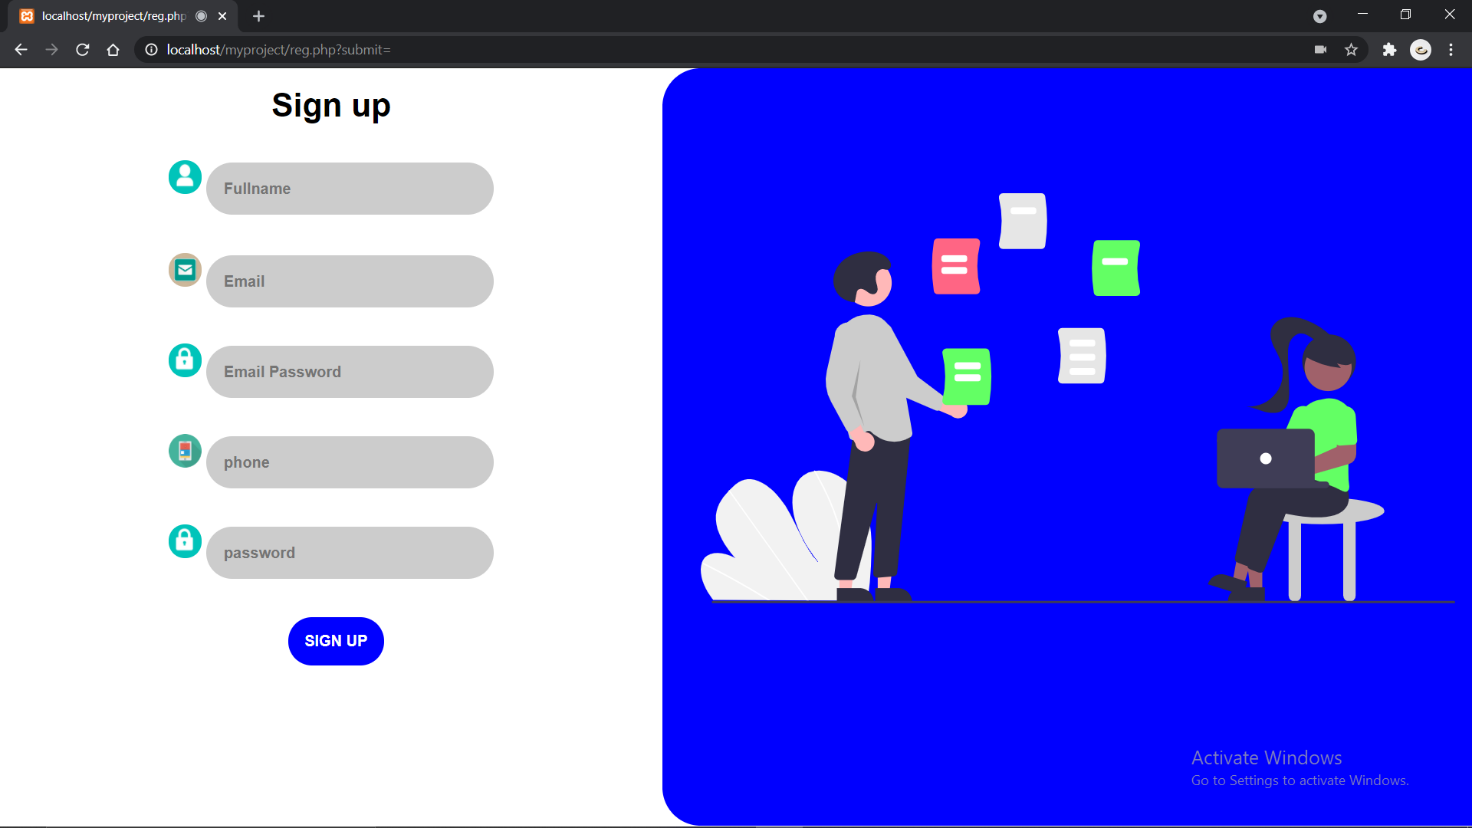 localhost/myproject/reg.php
localhost/myproject/reg.php?submit=
Sign up
Fullname
Email
Email Password
phone
password
SIGN UP
Activate Windows
Go to Settings to activate Windows.